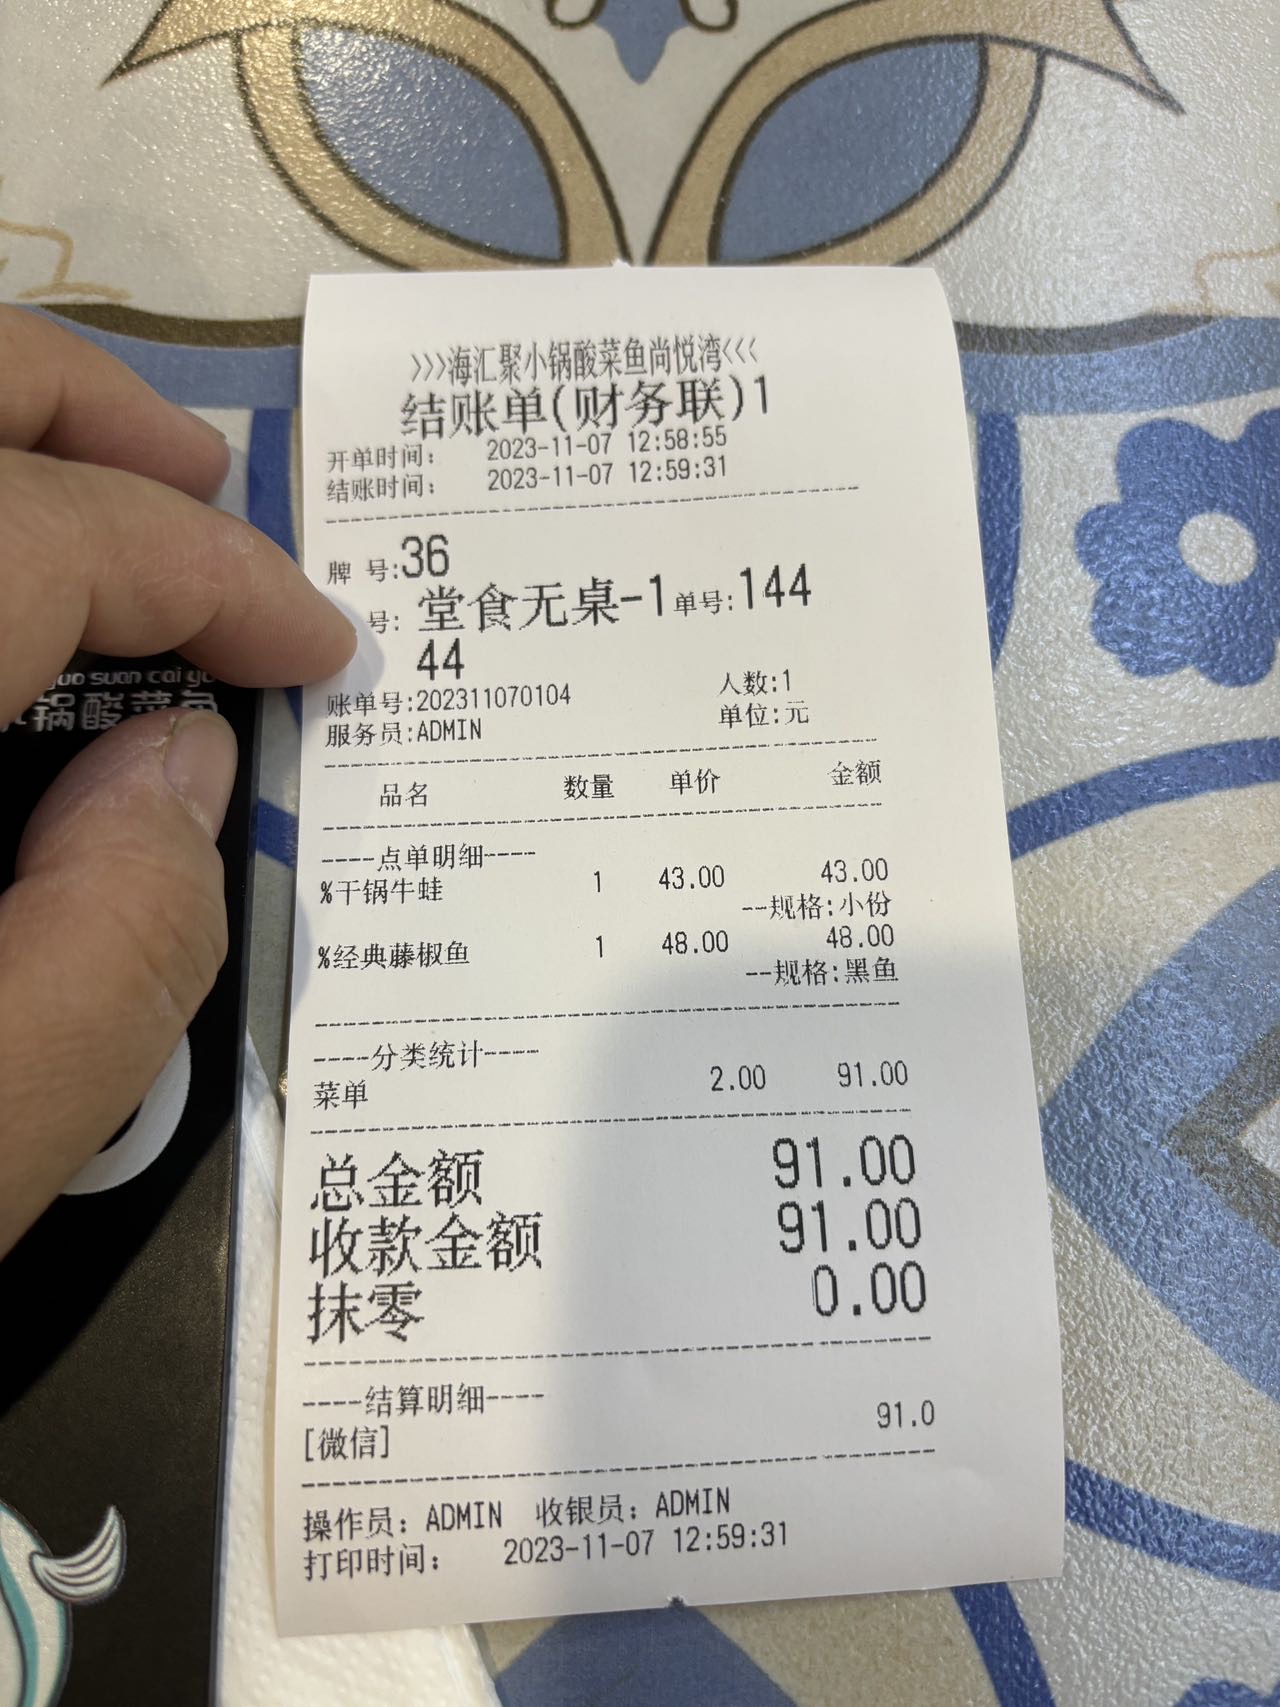 >>>海汇聚小锅酸菜鱼尚悦湾<<<
结账单(财务联)1
开单时间: 2023-11-07 12:58:55
结账时间: 2023-11-07 12:59:31
牌 号:36
号: 堂食无桌-1 单号:144
44
账单号:202311070104 人数:1
服务员:ADMIN 单位:元
品名 数量 单价 金额
----点单明细----
%干锅牛蛙 1 43.00 43.00
--规格:小份
%经典藤椒鱼 1 48.00 48.00
--规格:黑鱼
----分类统计----
菜单 2.00 91.00
总金额 91.00
收款金额 91.00
抹零 0.00
----结算明细----
[微信] 91.0
操作员: ADMIN 收银员: ADMIN
打印时间: 2023-11-07 12:59:31
suan cai
锅酸菜鱼